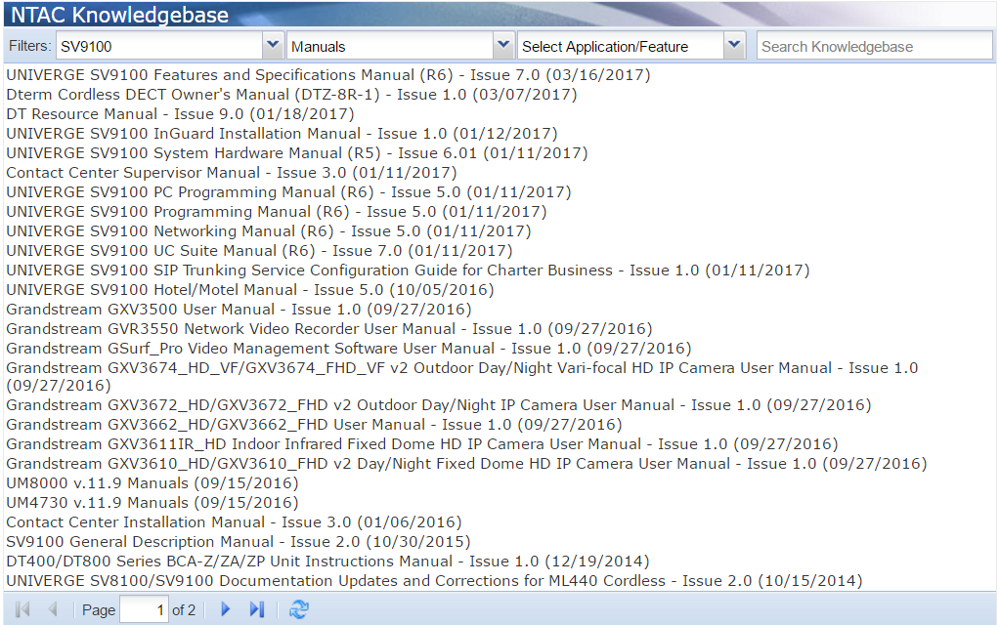 NTAC Knowledgebase
Filters: SV9100 Manuals Select Application/Feature Search Knowledgebase
UNIVERGE SV9100 Features and Specifications Manual (R6) - Issue 7.0 (03/16/2017)
Dterm Cordless DECT Owner's Manual (DTZ-8R-1) - Issue 1.0 (03/07/2017)
DT Resource Manual - Issue 9.0 (01/18/2017)
UNIVERGE SV9100 InGuard Installation Manual - Issue 1.0 (01/12/2017)
UNIVERGE SV9100 System Hardware Manual (R5) - Issue 6.01 (01/11/2017)
Contact Center Supervisor Manual - Issue 3.0 (01/11/2017)
UNIVERGE SV9100 PC Programming Manual (R6) - Issue 5.0 (01/11/2017)
UNIVERGE SV9100 Programming Manual (R6) - Issue 5.0 (01/11/2017)
UNIVERGE SV9100 Networking Manual (R6) - Issue 5.0 (01/11/2017)
UNIVERGE SV9100 UC Suite Manual (R6) - Issue 7.0 (01/11/2017)
UNIVERGE SV9100 SIP Trunking Service Configuration Guide for Charter Business - Issue 1.0 (01/11/2017)
UNIVERGE SV9100 Hotel/Motel Manual - Issue 5.0 (10/05/2016)
Grandstream GXV3500 User Manual - Issue 1.0 (09/27/2016)
Grandstream GVR3550 Network Video Recorder User Manual - Issue 1.0 (09/27/2016)
Grandstream GSurf_Pro Video Management Software User Manual - Issue 1.0 (09/27/2016)
Grandstream GXV3674_HD_VF/GXV3674_FHD_VF v2 Outdoor Day/Night Vari-focal HD IP Camera User Manual - Issue 1.0
(09/27/2016)
Grandstream GXV3672_HD/GXV3672_FHD v2 Outdoor Day/Night IP Camera User Manual - Issue 1.0 (09/27/2016)
Grandstream GXV3662_HD/GXV3662_FHD User Manual - Issue 1.0 (09/27/2016)
Grandstream GXV3611IR_HD Indoor Infrared Fixed Dome HD IP Camera User Manual - Issue 1.0 (09/27/2016)
Grandstream GXV3610_HD/GXV3610_FHD v2 Day/Night Fixed Dome HD IP Camera User Manual - Issue 1.0 (09/27/2016)
UM8000 v.11.9 Manuals (09/15/2016)
UM4730 v.11.9 Manuals (09/15/2016)
Contact Center Installation Manual - Issue 3.0 (01/06/2016)
SV9100 General Description Manual - Issue 2.0 (10/30/2015)
DT400/DT800 Series BCA-Z/ZA/ZP Unit Instructions Manual - Issue 1.0 (12/19/2014)
UNIVERGE SV8100/SV9100 Documentation Updates and Corrections for ML440 Cordless - Issue 2.0 (10/15/2014)
Page 1 of 2